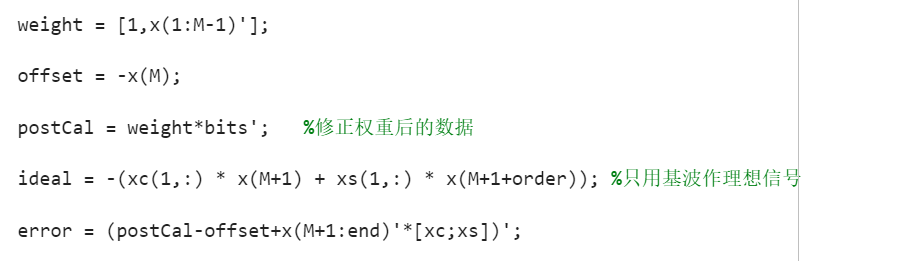 weight = [1,x(1:M-1)'];
offset = -x(M);
postCal = weight*bits';   %修正权重后的数据
ideal = -(xc(1,:) * x(M+1) + xs(1,:) * x(M+1+order)); %只用基波作理想信号
error = (postCal-offset+x(M+1:end)'*[xc;xs])';